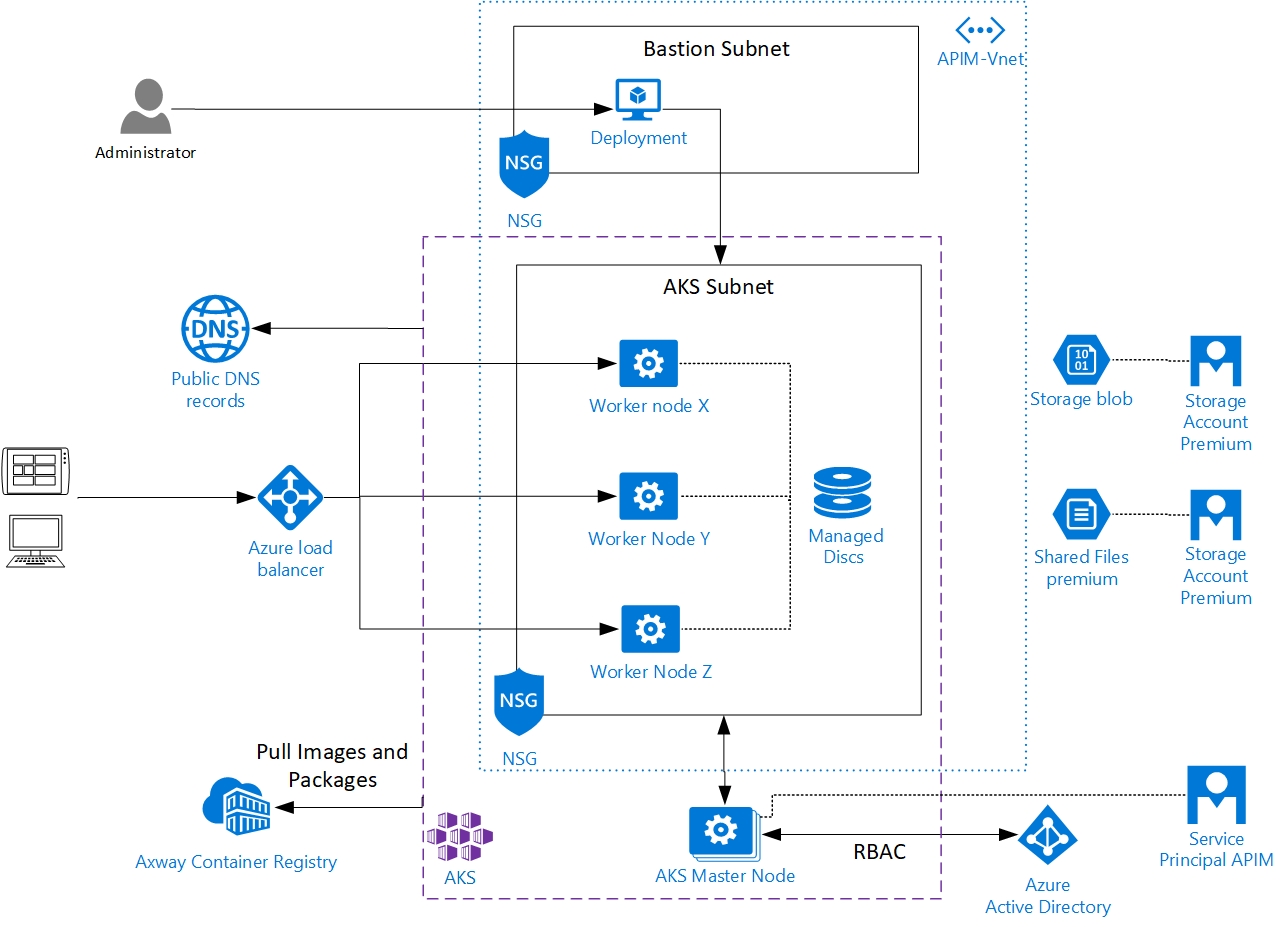 Bastion Subnet
APIM-Vnet
Deployment
Administrator
NSG
NSG
AKS Subnet
DNS
Public DNS
records
Worker node X
10
01
Storage blob
Storage
Account
Premium
Azure load
balancer
Worker Node Y
Managed
Discs
Shared Files
premium
Storage
Account
Premium
Worker Node Z
NSG
NSG
Pull Images and
Packages
Axway Container Registry
AKS
AKS Master Node
RBAC
Azure
Active Directory
Service
Principal APIM